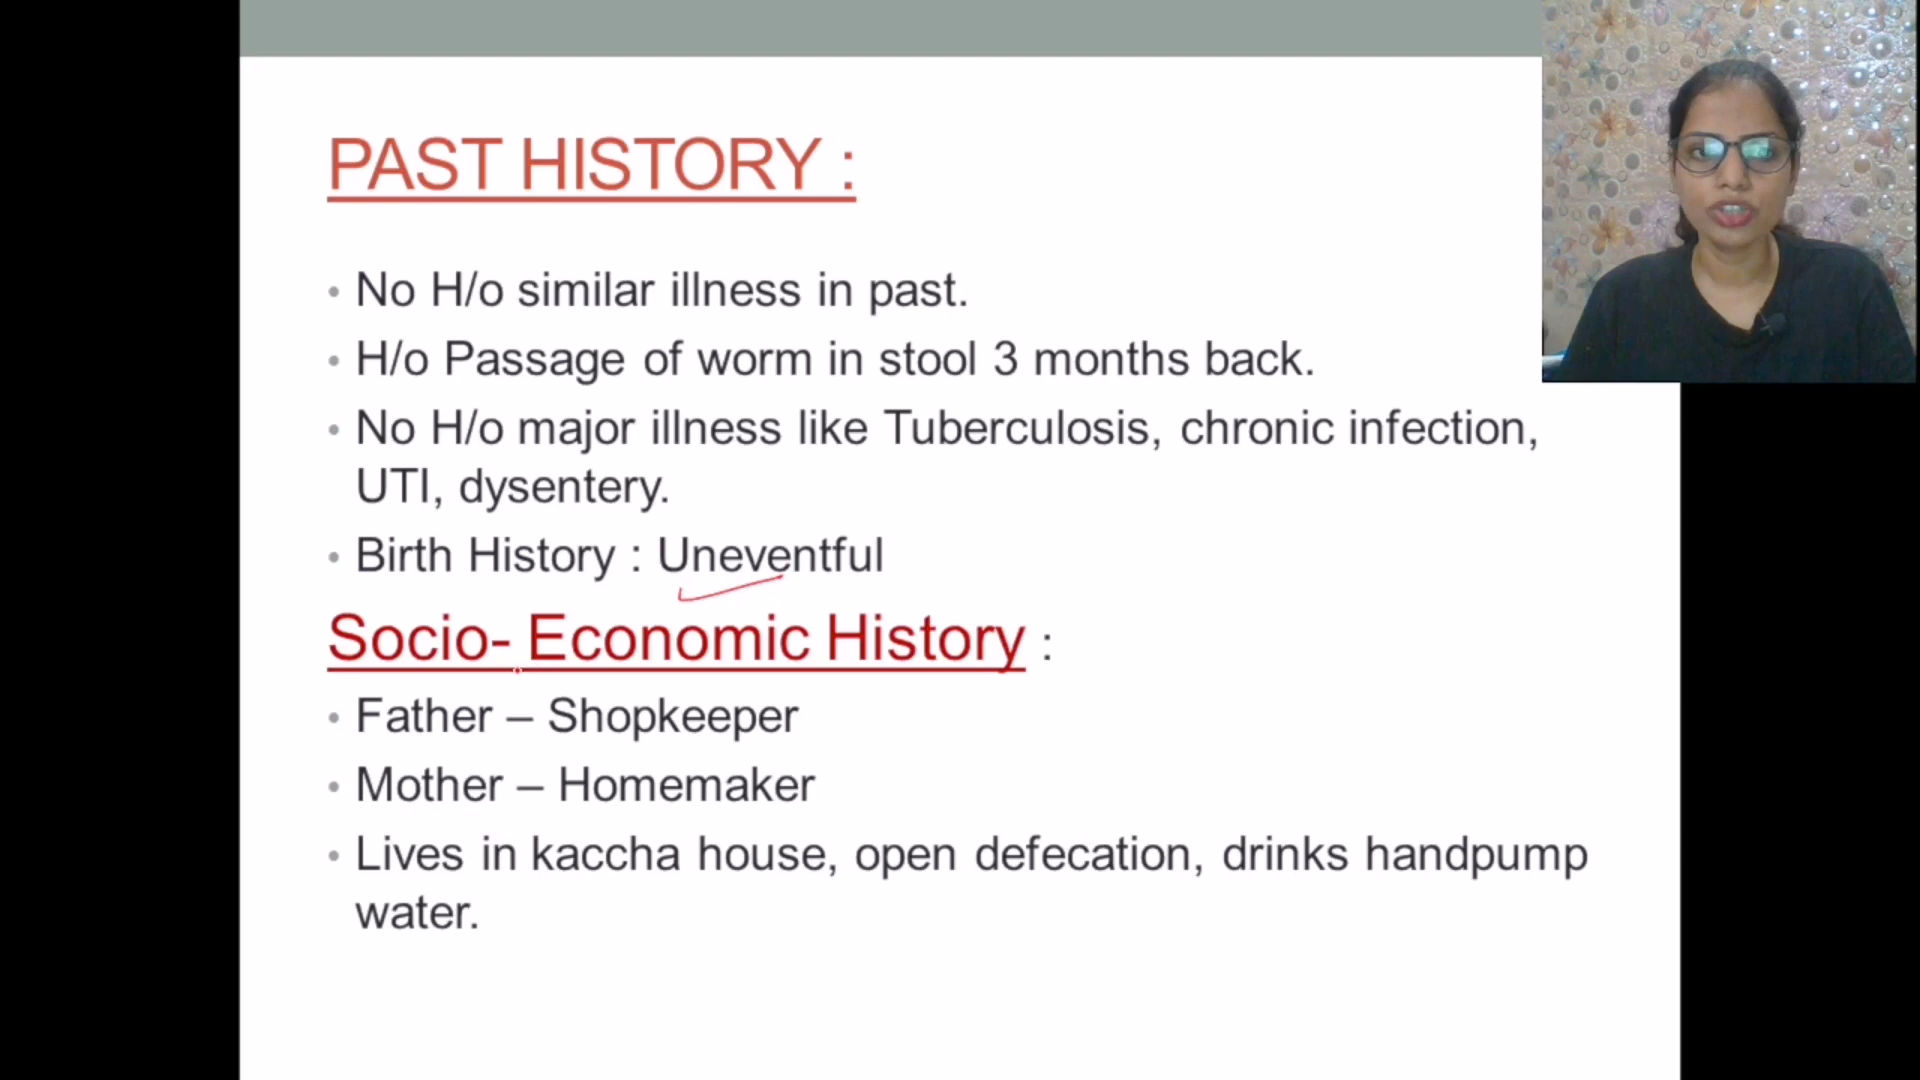 PAST HISTORY :
• No H/o similar illness in past.
• H/o Passage of worm in stool 3 months back.
• No H/o major illness like Tuberculosis, chronic infection,
UTI, dysentery.
• Birth History : Uneventful
Socio- Economic History :
• Father – Shopkeeper
• Mother – Homemaker
• Lives in kaccha house, open defecation, drinks handpump
water.